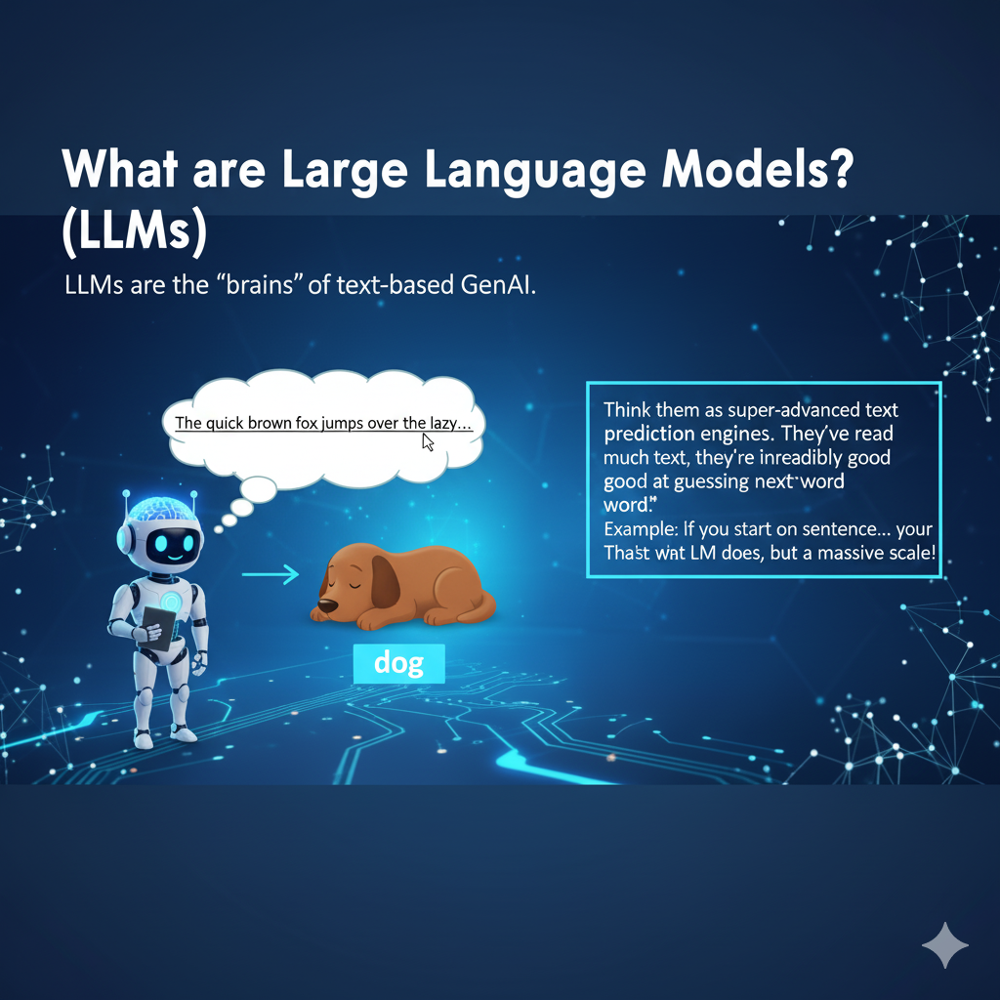 What are Large Language Models?
(LLMs)
LLMs are the “brains” of text-based GenAI.
The quick brown fox jumps over the lazy...
dog
Think them as super-advanced text
prediction engines. They've read
much text, they're inreadibly good
good at guessing next word
word."
Example: If you start on sentence... your
LM does, but a massive scale!